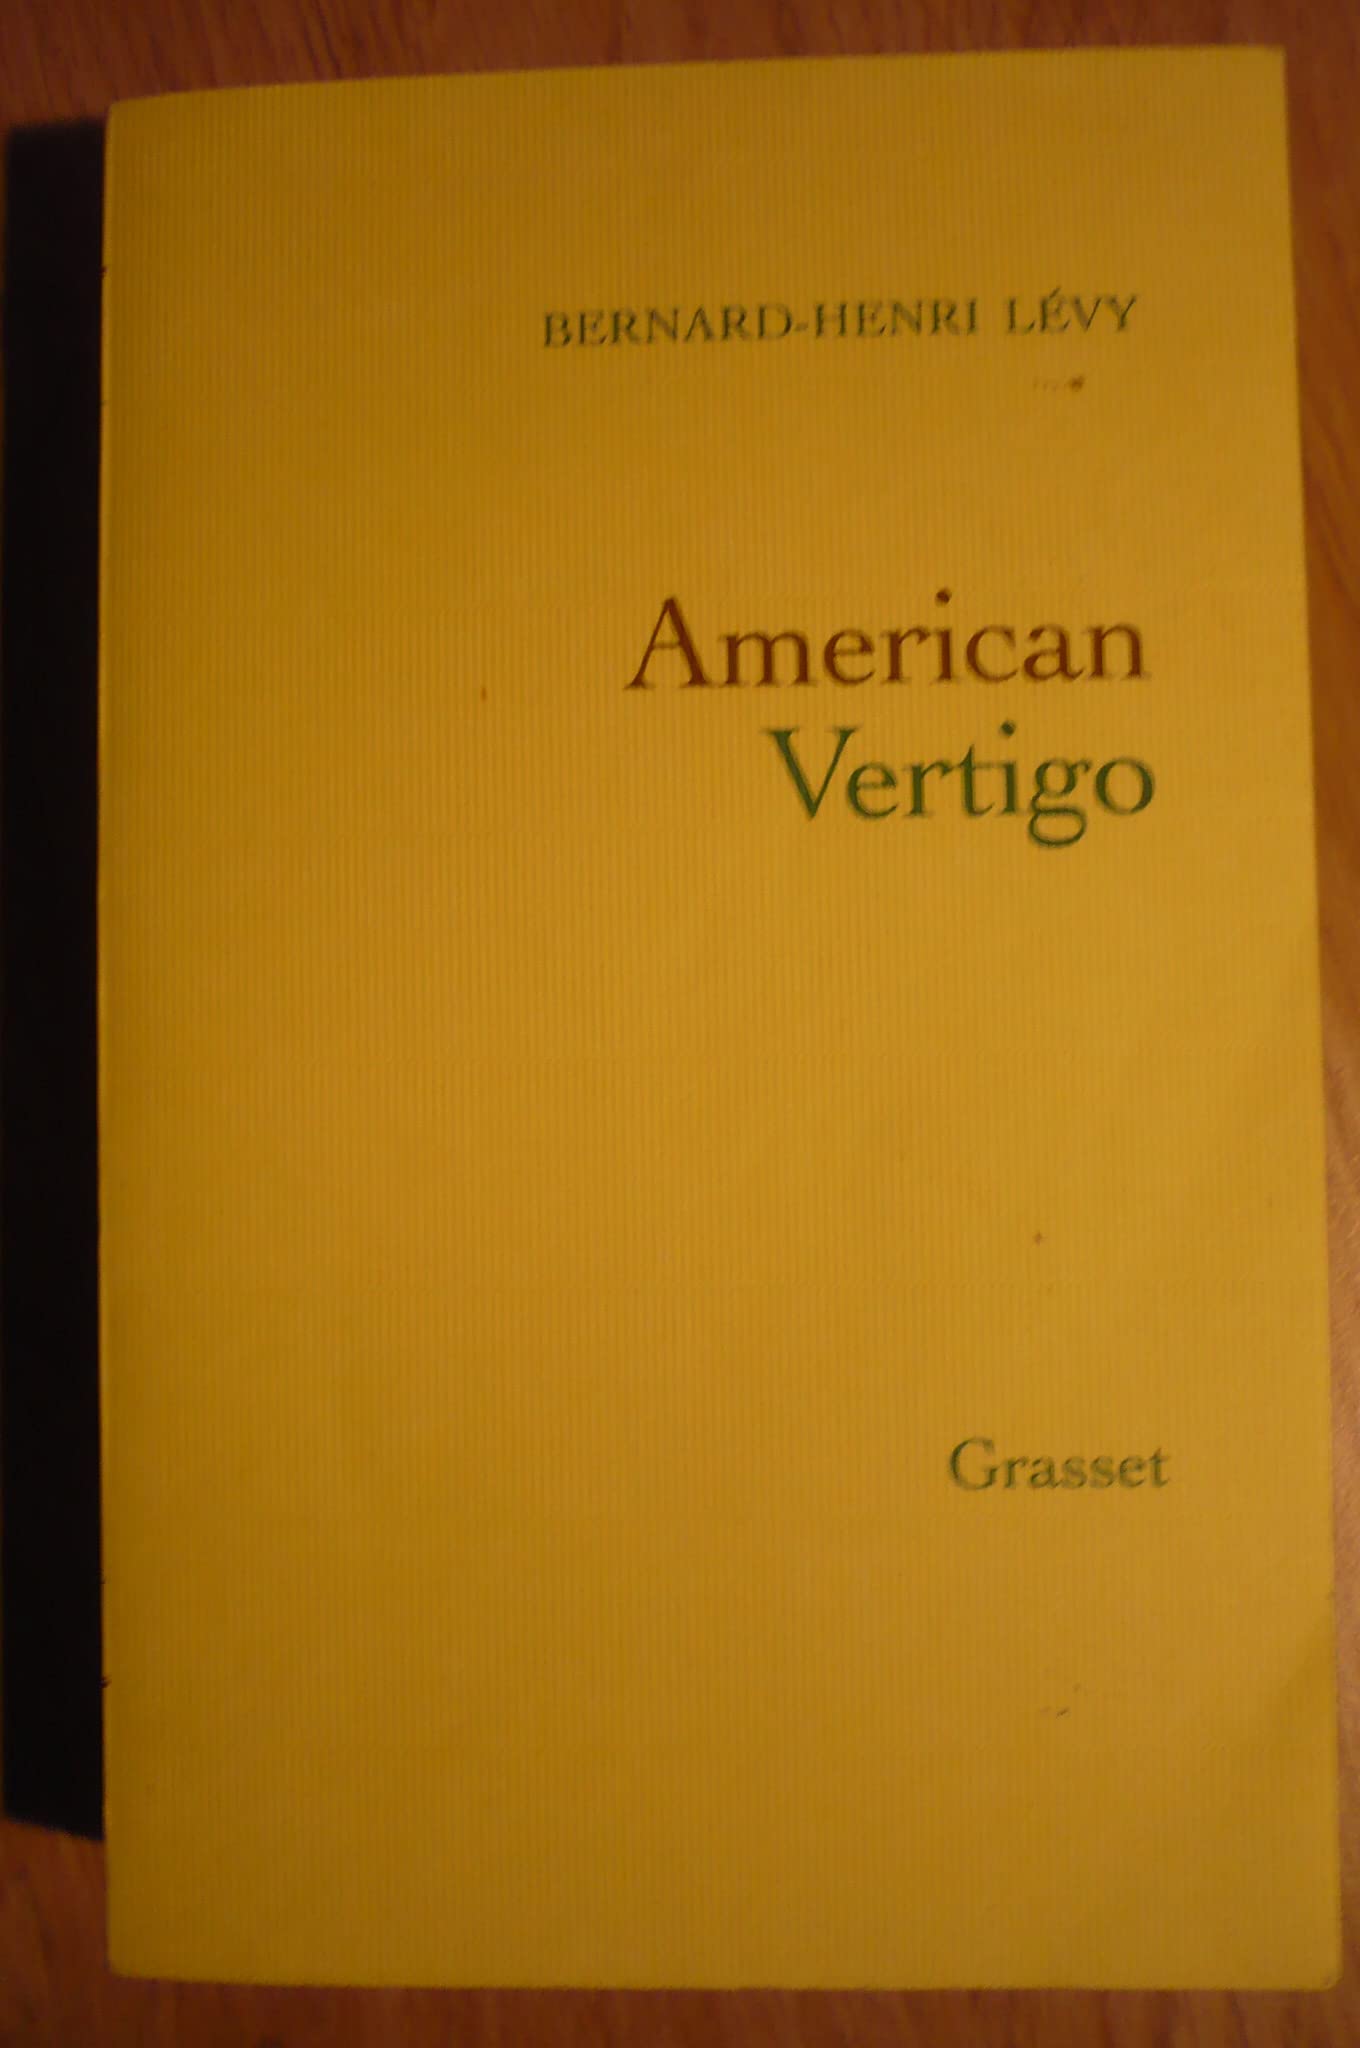 BERNARD-HENRI LÉVY
American
Vertigo
Grasset